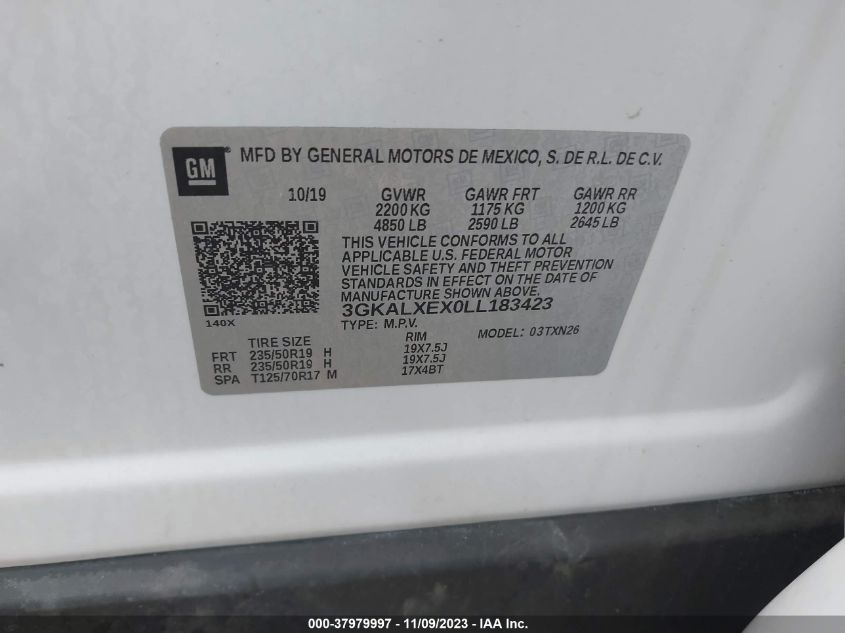 GM® MFD BY GENERAL MOTORS DE MEXICO, S. DE R.L. DE C.V.
10/19 GVWR GAWR FRT GAWR RR
2200 KG 1175 KG 1200 KG
4850 LB 2590 LB 2645 LB
THIS VEHICLE CONFORMS TO ALL
APPLICABLE U.S. FEDERAL MOTOR
VEHICLE SAFETY AND THEFT PREVENTION
STANDARDS IN EFFECT ON THE DATE OF
MANUFACTURE SHOWN ABOVE.
3GKALXEX0LL183423
140X
TYPE: M.P.V. MODEL: 03TXN26
TIRE SIZE RIM
FRT 235/50R19 H 19X7.5J
RR 235/50R19 H 19X7.5J
SPA T125/70R17 M 17X4BT
000-37979997 - 11/09/2023 - IAA Inc.